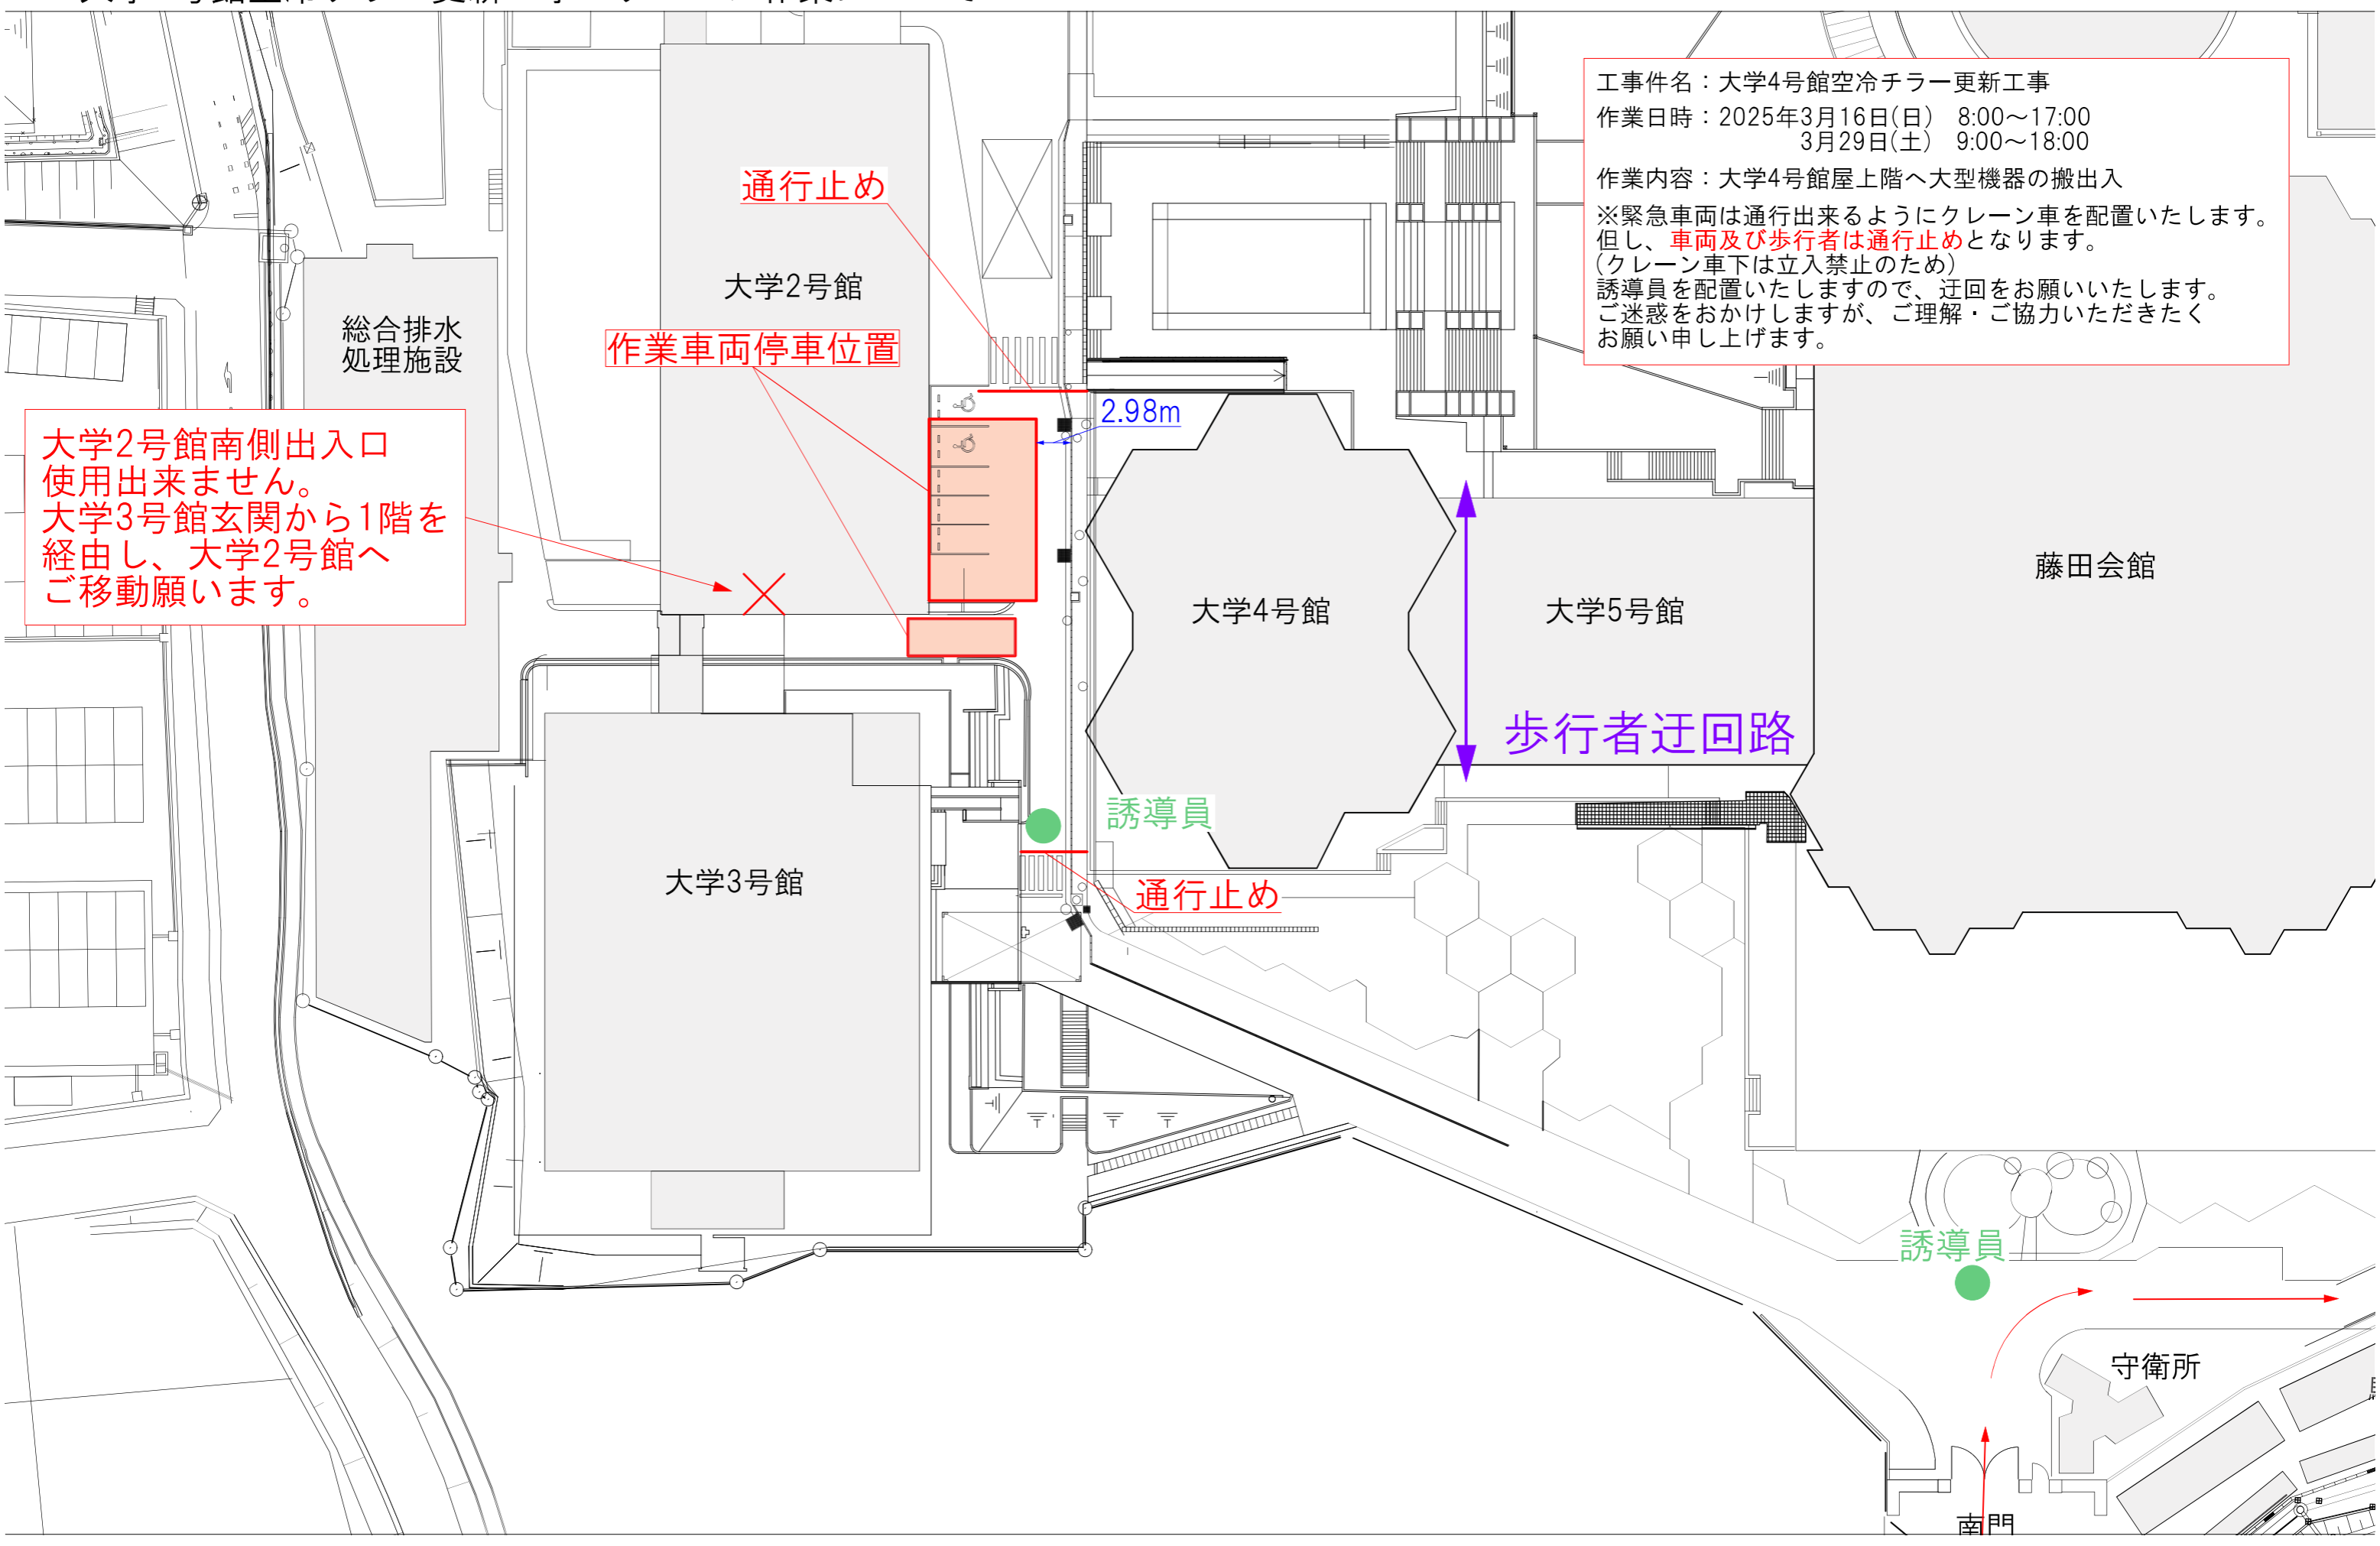 工事件名：大学4号館空冷チラー更新工事
作業日時：2025年3月16日(日)　8:00～17:00
3月29日(土)　9:00～18:00
作業内容：大学4号館屋上階へ大型機器の搬出入
※緊急車両は通行出来るようにクレーン車を配置いたします。
但し、車両及び歩行者は通行止めとなります。
(クレーン車下は立入禁止のため)
誘導員を配置いたしますので、迂回をお願いいたします。
ご迷惑をおかけしますが、ご理解・ご協力いただきたく
お願い申し上げます。
通行止め
大学2号館
総合排水
処理施設
作業車両停車位置
2.98m
大学2号館南側出入口
使用出来ません。
大学3号館玄関から1階を
経由し、大学2号館へ
ご移動願います。
大学4号館
大学5号館
藤田会館
歩行者迂回路
誘導員
大学3号館
通行止め
誘導員
守衛所
南門